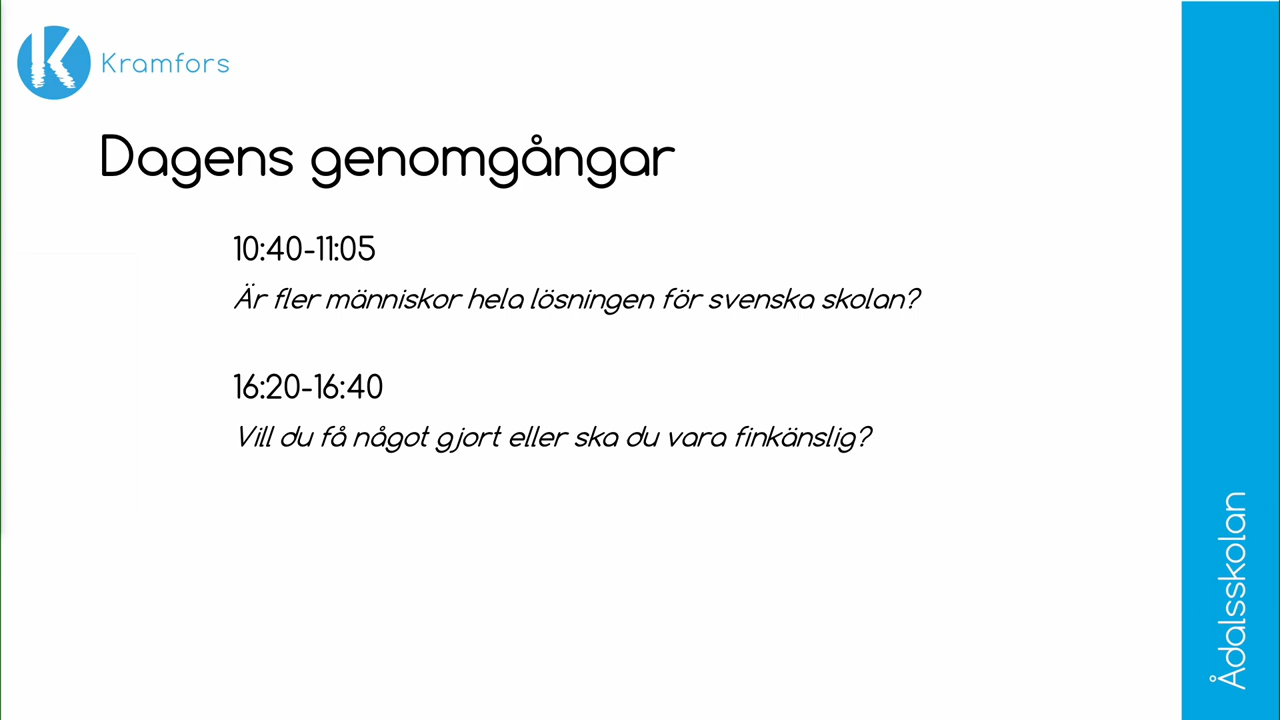 Kramfors
Dagens genomgångar
10:40-11:05
Är fler människor hela lösningen för svenska skolan?
16:20-16:40
Vill du få något gjort eller ska du vara finkänslig?
Ådalsskolan